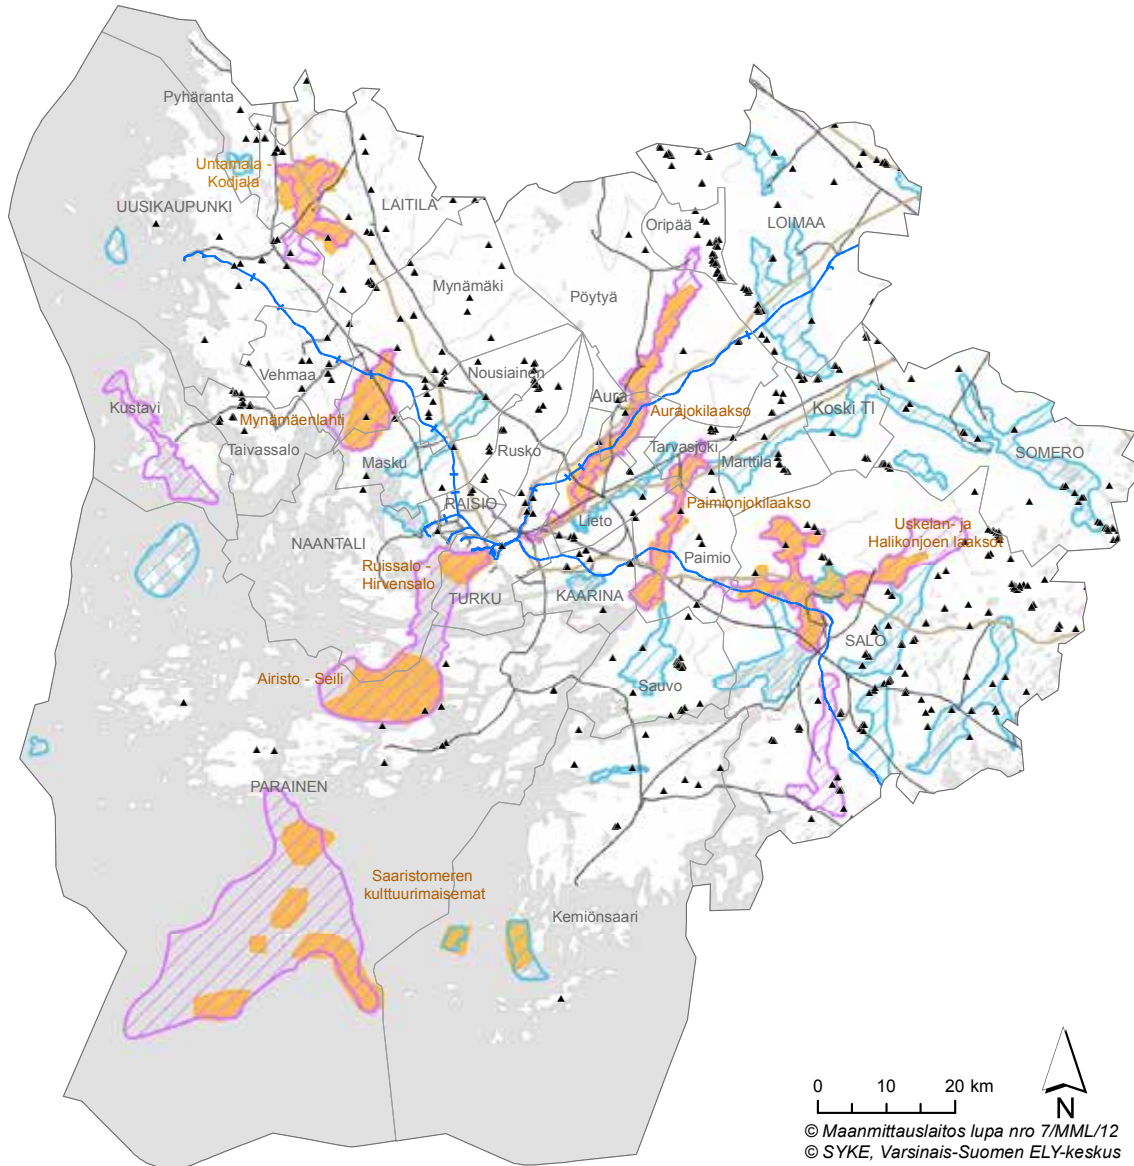 Pyhäranta
Untamala -
Kodjala
UUSIKAUPUNKI
LAITILA
Oripää
LOIMAA
Mynämäki
Pöytyä
Vehmaa
Nousiainen
Kustavi
Aura
Aurajokilaakso
Koski Tl
Mynämäenlahti
Taivassalo
Masku
Rusko
Tarvasjoki
Marttila
SOMERO
RAISIO
Paimionjokilaakso
Lieto
Uskelan- ja
Halikonjoen laaksot
NAANTALI
Paimio
Ruissalo -
Hirvensalo
TURKU
KAARINA
SALO
Airisto - Seili
Sauvo
PARAINEN
Saaristomeren
kulttuurimaisemat
Kemiönsaari
0 10 20 km
N
© Maanmittauslaitos lupa nro 7/MML/12
© SYKE, Varsinais-Suomen ELY-keskus